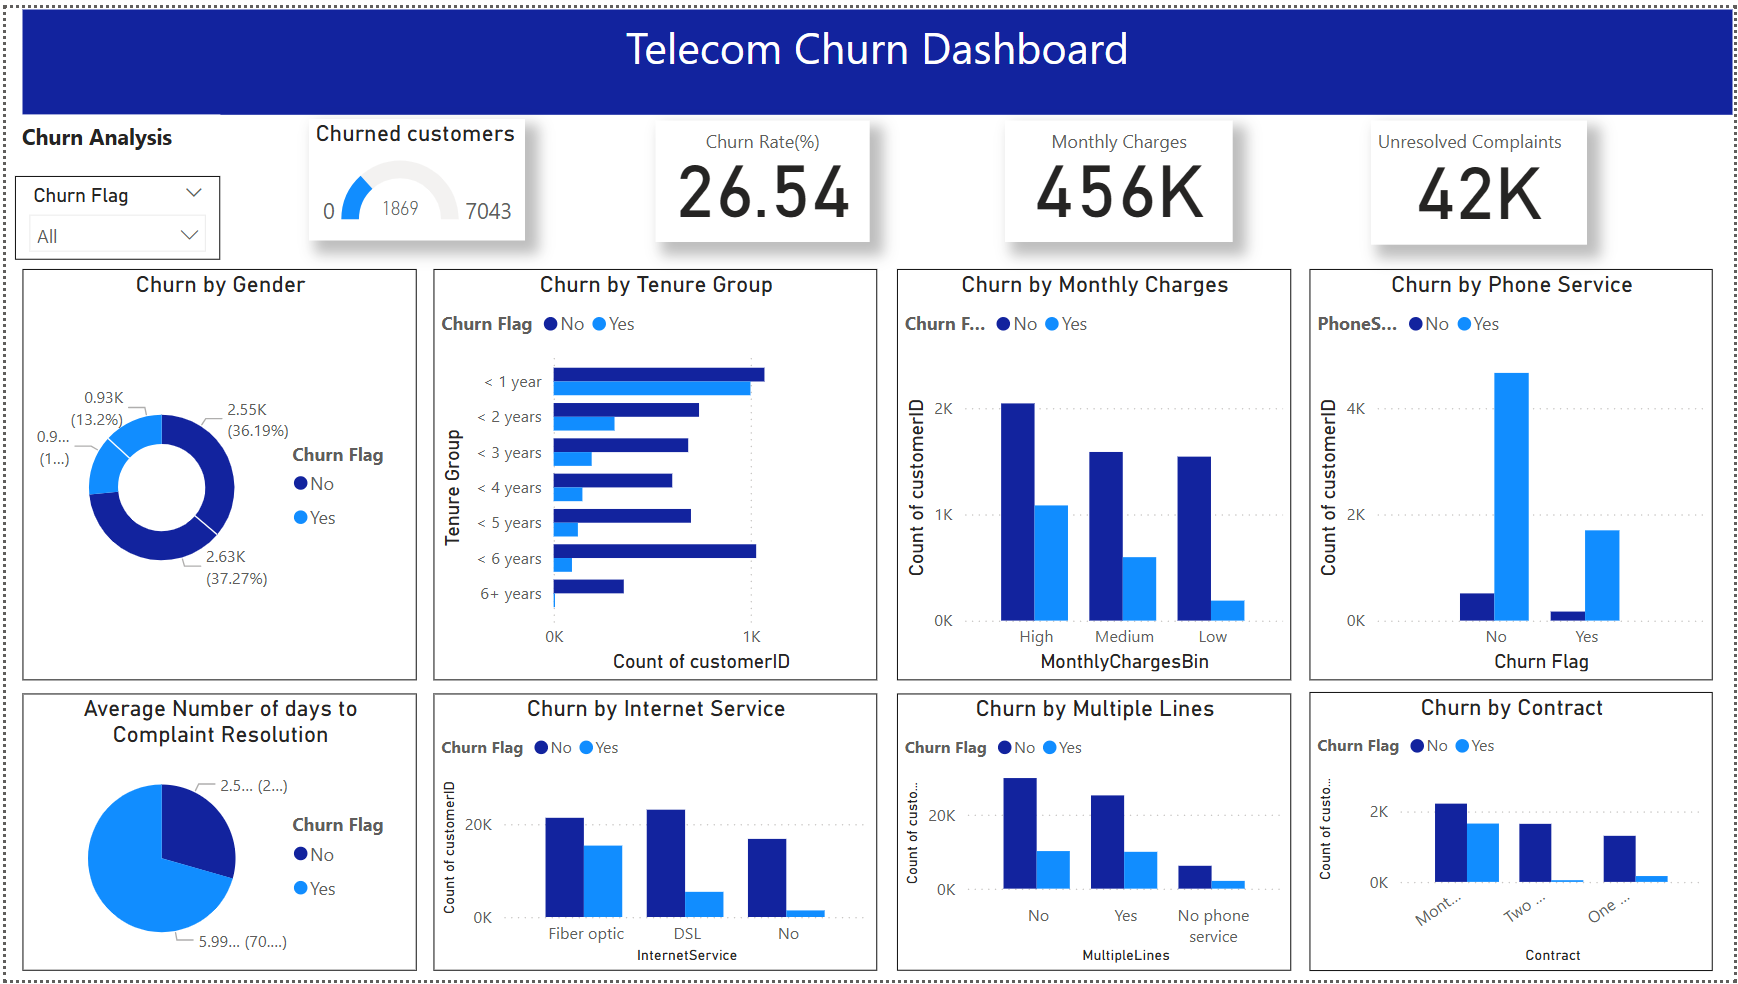 Telecom Churn Dashboard
Churn Analysis
Churn Flag
All
Churned customers
0
1869
7043
Churn Rate(%)
26.54
Monthly Charges
456K
Unresolved Complaints
42K
Churn by Gender
0.93K
(13.2%)
2.55K
(36.19%)
0.9...
(1...)
2.63K
(37.27%)
Churn Flag
No
Yes
Churn by Tenure Group
Churn Flag No Yes
Tenure Group
< 1 year
< 2 years
< 3 years
< 4 years
< 5 years
< 6 years
6+ years
0K 1K
Count of customerID
Churn by Monthly Charges
Churn F... No Yes
Count of customerID
2K
1K
0K
High Medium Low
MonthlyChargesBin
Churn by Phone Service
PhoneS... No Yes
Count of customerID
4K
2K
0K
No Yes
Churn Flag
Average Number of days to
Complaint Resolution
2.5... (2...)
5.99... (70....)
Churn Flag
No
Yes
Churn by Internet Service
Churn Flag No Yes
Count of customerID
20K
0K
Fiber optic DSL No
InternetService
Churn by Multiple Lines
Churn Flag No Yes
Count of custo...
20K
0K
No Yes No phone
service
MultipleLines
Churn by Contract
Churn Flag No Yes
Count of custo...
2K
0K
Mont... Two ... One ...
Contract